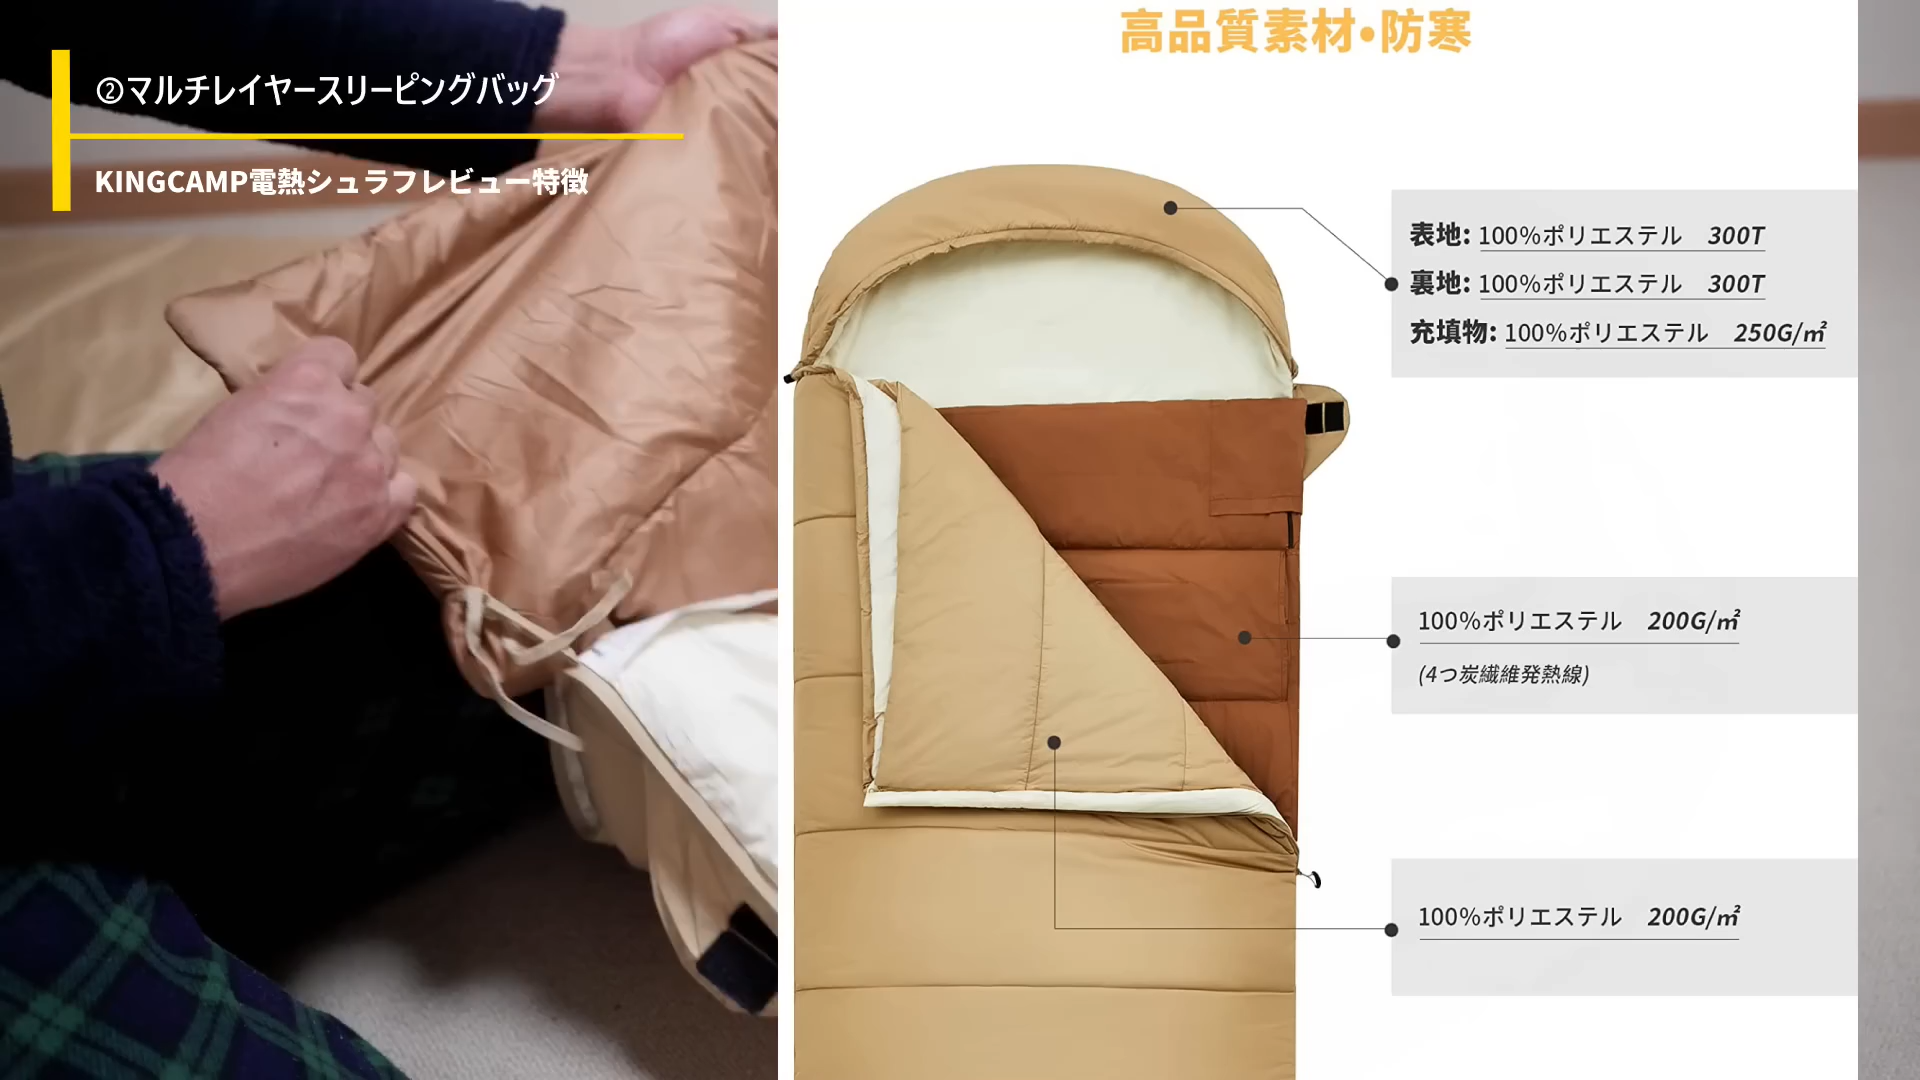 ②マルチレイヤースリーピングバッグ
KINGCAMP電熱シュラフレビュー特徴
高品質素材•防寒
表地: 100%ポリエステル 300T
裏地: 100%ポリエステル 300T
充填物: 100%ポリエステル 250G/㎡
100%ポリエステル 200G/㎡
(4つ炭繊維発熱線)
100%ポリエステル 200G/㎡